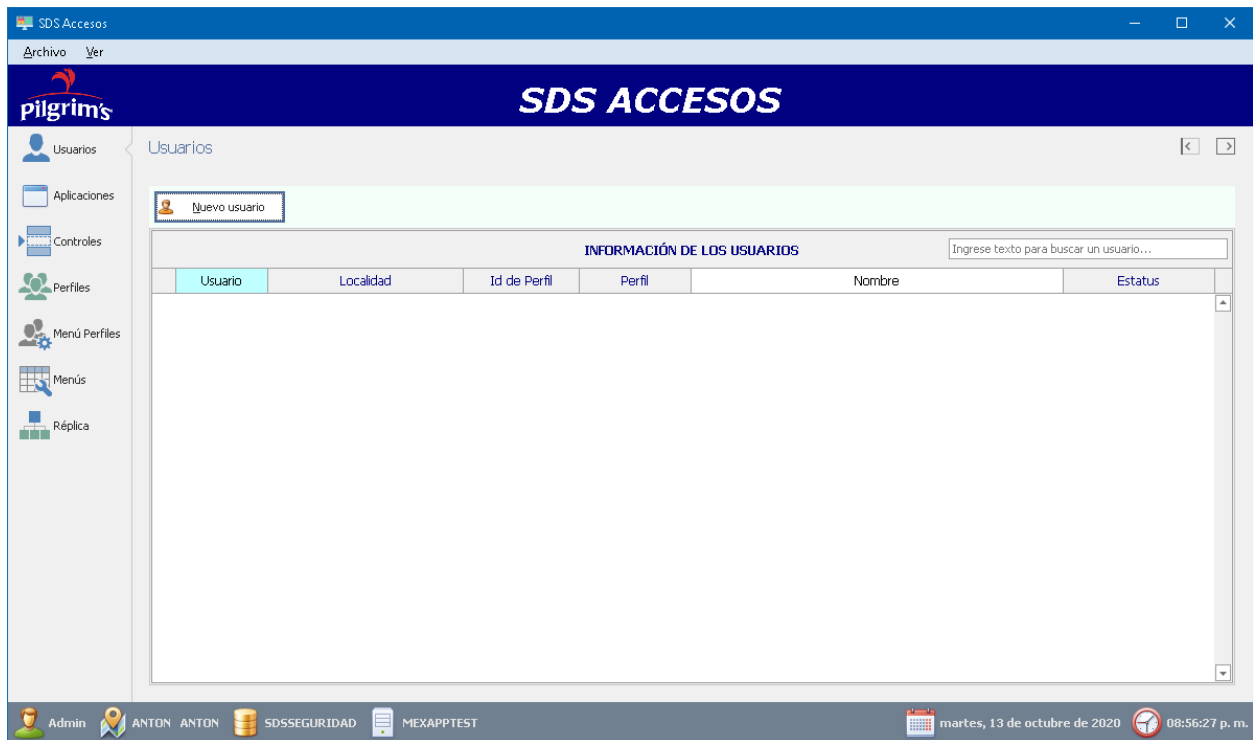 SDS Accesos
Archivo Ver
Pilgrim's
SDS ACCESOS
Usuarios
Usuarios
Aplicaciones
Nuevo usuario
Controles
INFORMACIÓN DE LOS USUARIOS
Ingrese texto para buscar un usuario...
Usuario Localidad Id de Perfil Perfil Nombre Estatus
Perfiles
Menú Perfiles
Menús
Réplica
Admin ANTON ANTON SDSSEGURIDAD MEXAPPTEST martes, 13 de octubre de 2020 08:56:27 p. m.